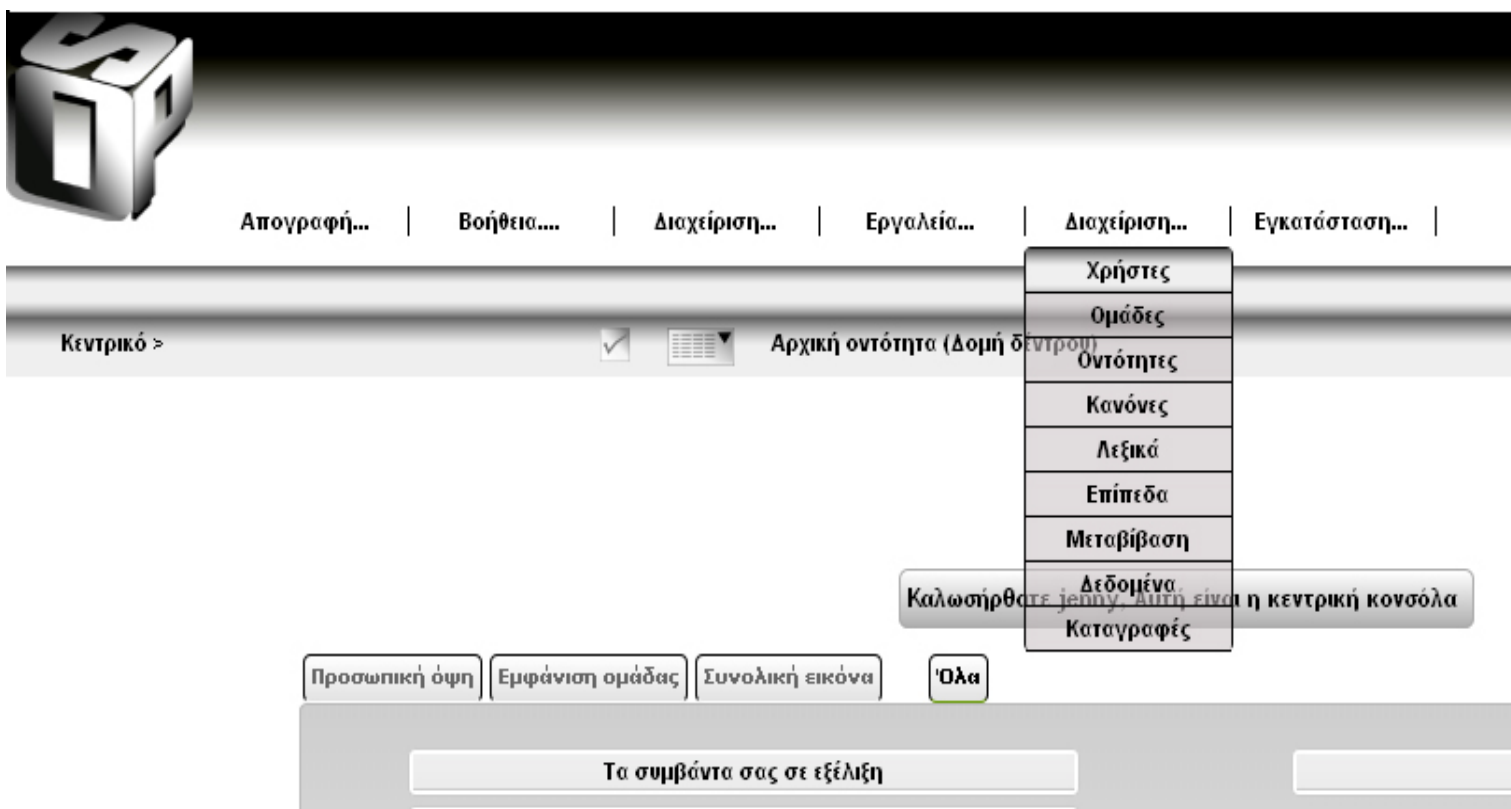 Απογραφή... | Βοήθεια.... | Διαχείριση... | Εργαλεία... | Διαχείριση... | Εγκατάσταση... |
Χρήστες
Ομάδες
Κεντρικό >
Αρχική οντότητα (Δομή δέντρου)
Οντότητες
Κανόνες
Λεξικά
Επίπεδα
Μεταβίβαση
Δεδομένα
Καλωσήρθατε jenny, Αυτή είναι η κεντρική κονσόλα
Καταγραφές
Προσωπική όψη Εμφάνιση ομάδας Συνολική εικόνα Όλα
Τα συμβάντα σας σε εξέλιξη